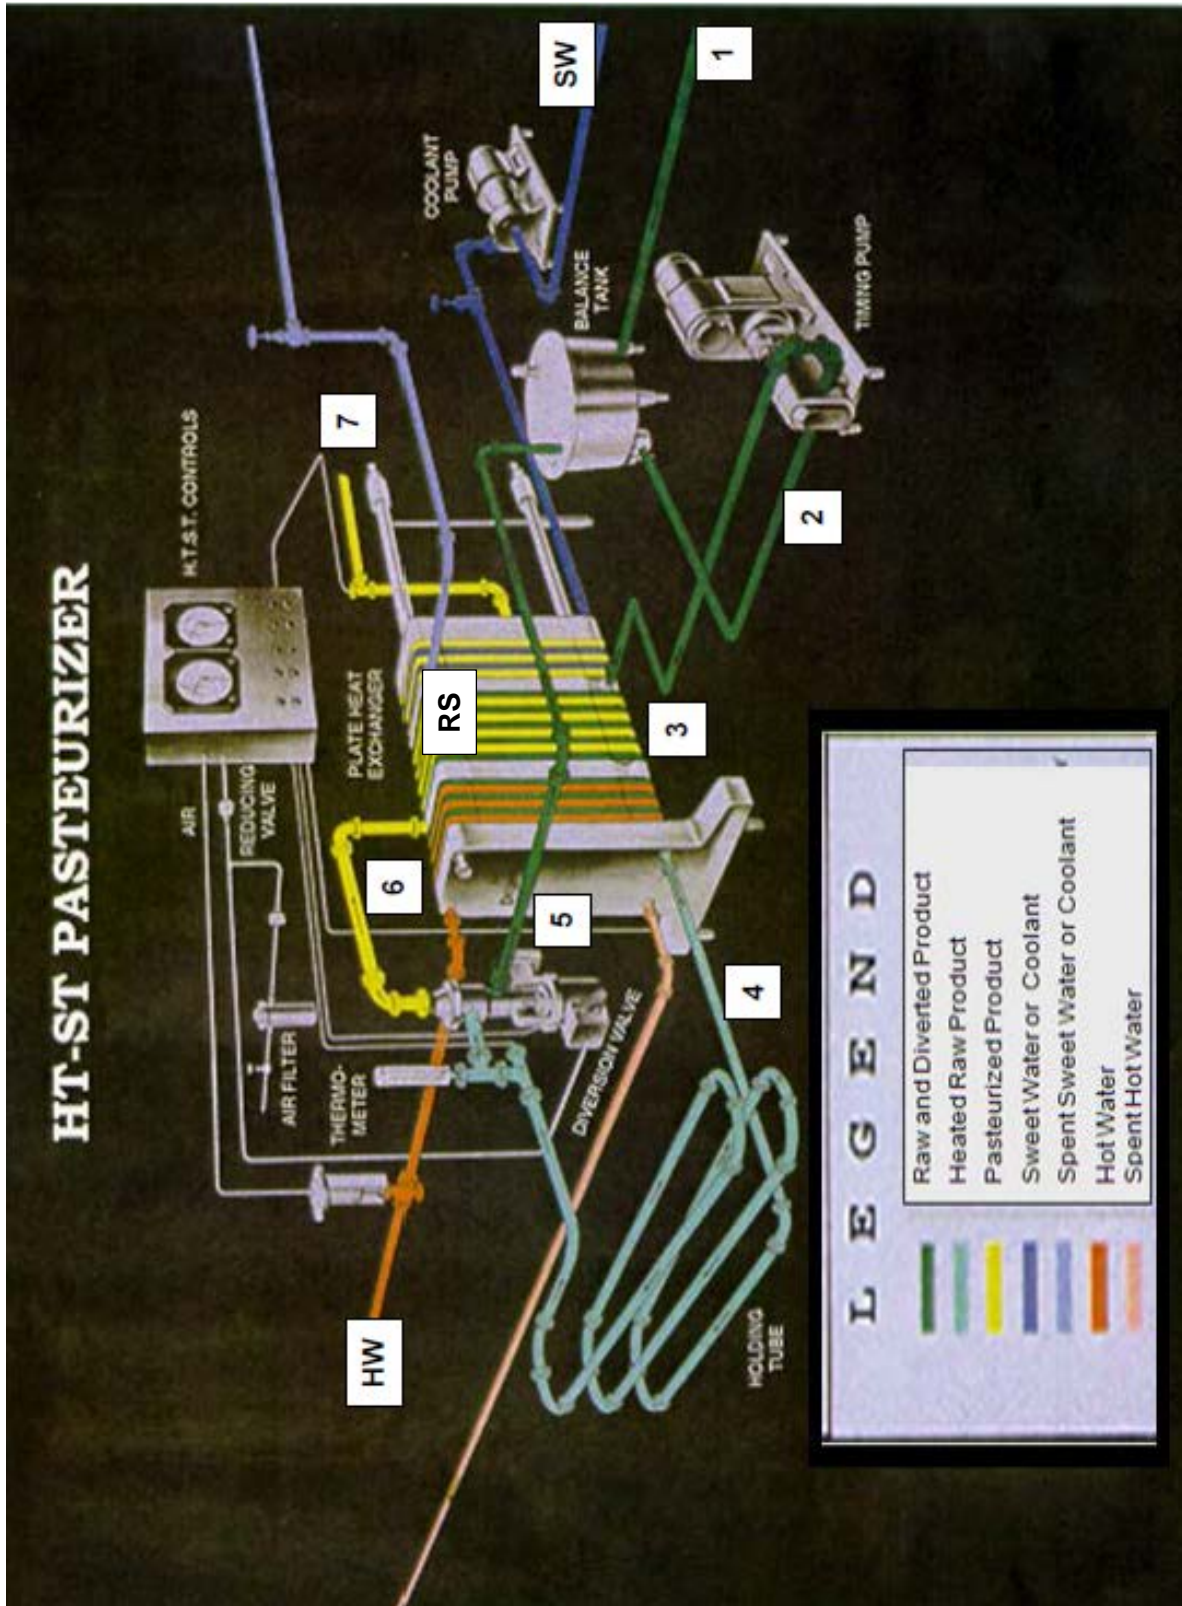 HT-ST PASTEURIZER
H.T.S.T. CONTROLS
AIR
REDUCING
VALVE
AIR FILTER
THERMO-
METER
PLATE HEAT
EXCHANGER
7
COOLANT
PUMP
SW
1
RS
6
HW
BALANCE
TANK
5
DIVERSION VALVE
3
2
TIMING PUMP
4
HOLDING
TUBE
LEGEND
Raw and Diverted Product
Heated Raw Product
Pasteurized Product
Sweet Water or Coolant
Spent Sweet Water or Coolant
Hot Water
Spent Hot Water